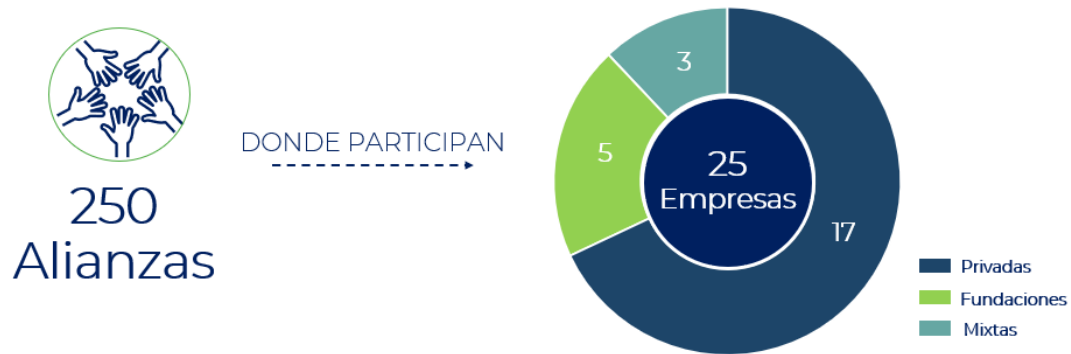 250
Alianzas
DONDE PARTICIPAN
3
5
25
Empresas
17
Privadas
Fundaciones
Mixtas